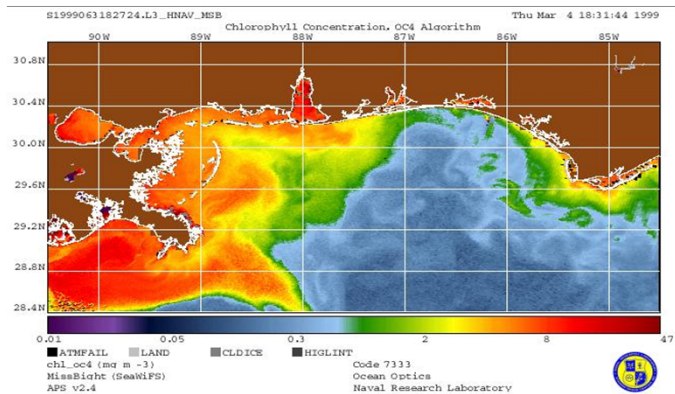 S1999063182724.L3_HNAV_MSB Thu Mar 4 18:31:44 1999
Chlorophyll Concentration, OC4 Algorithm
90W 89W 88W 87W 86W 85W
30.8N
30.4N
30.0N
29.6N
29.2N
28.8N
28.4N
0.01 0.05 0.3 2 8 47
ATMFAIL LAND CLDICE HIGLINT
chl_oc4 (mg m -3) Code 7333
MissBight (SeaWiFS) Ocean Optics
APS v2.4 Naval Research Laboratory